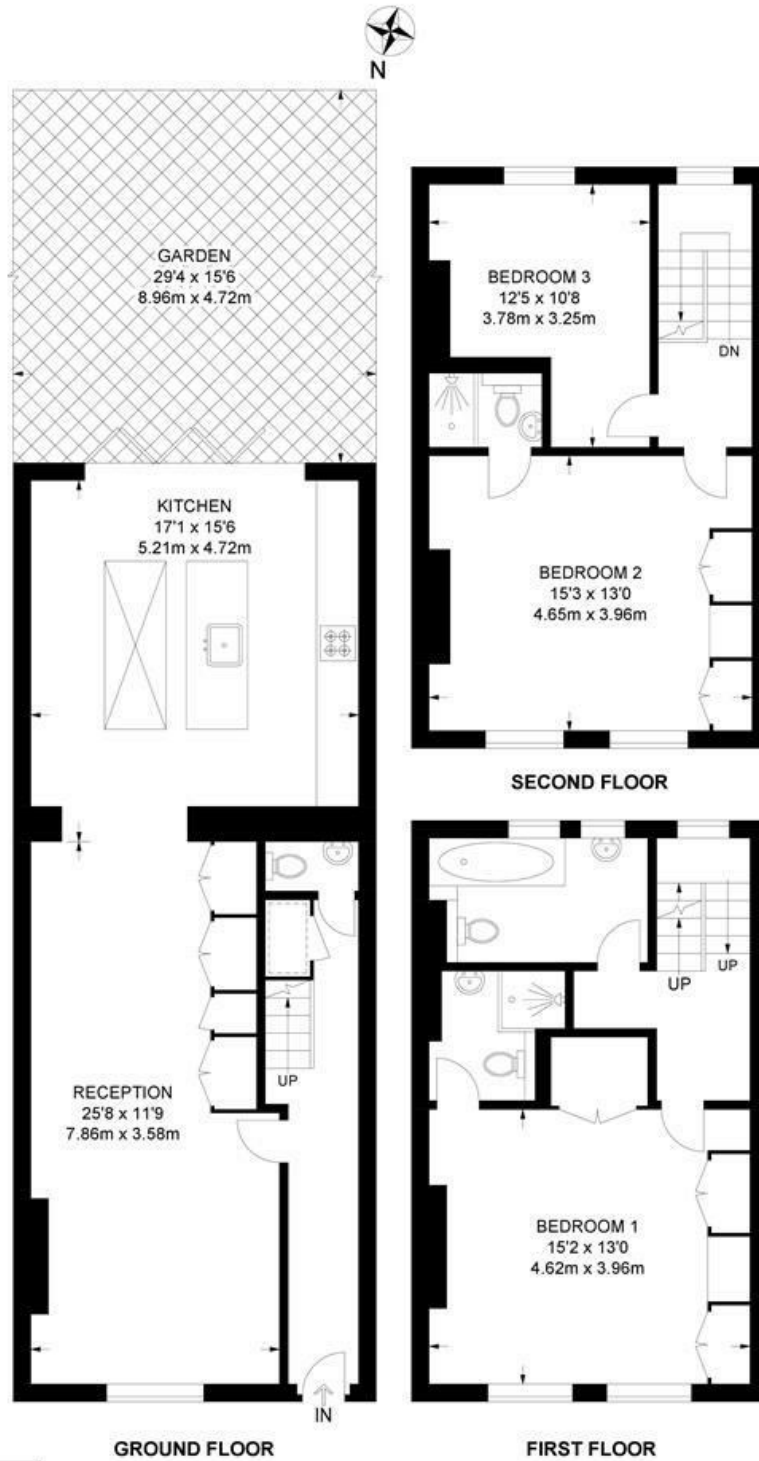 N
GARDEN
29'4 x 15'6
8.96m x 4.72m
KITCHEN
17'1 x 15'6
5.21m x 4.72m
RECEPTION
25'8 x 11'9
7.86m x 3.58m
UP
IN
GROUND FLOOR
BEDROOM 3
12'5 x 10'8
3.78m x 3.25m
DN
BEDROOM 2
15'3 x 13'0
4.65m x 3.96m
SECOND FLOOR
UP
UP
BEDROOM 1
15'2 x 13'0
4.62m x 3.96m
FIRST FLOOR